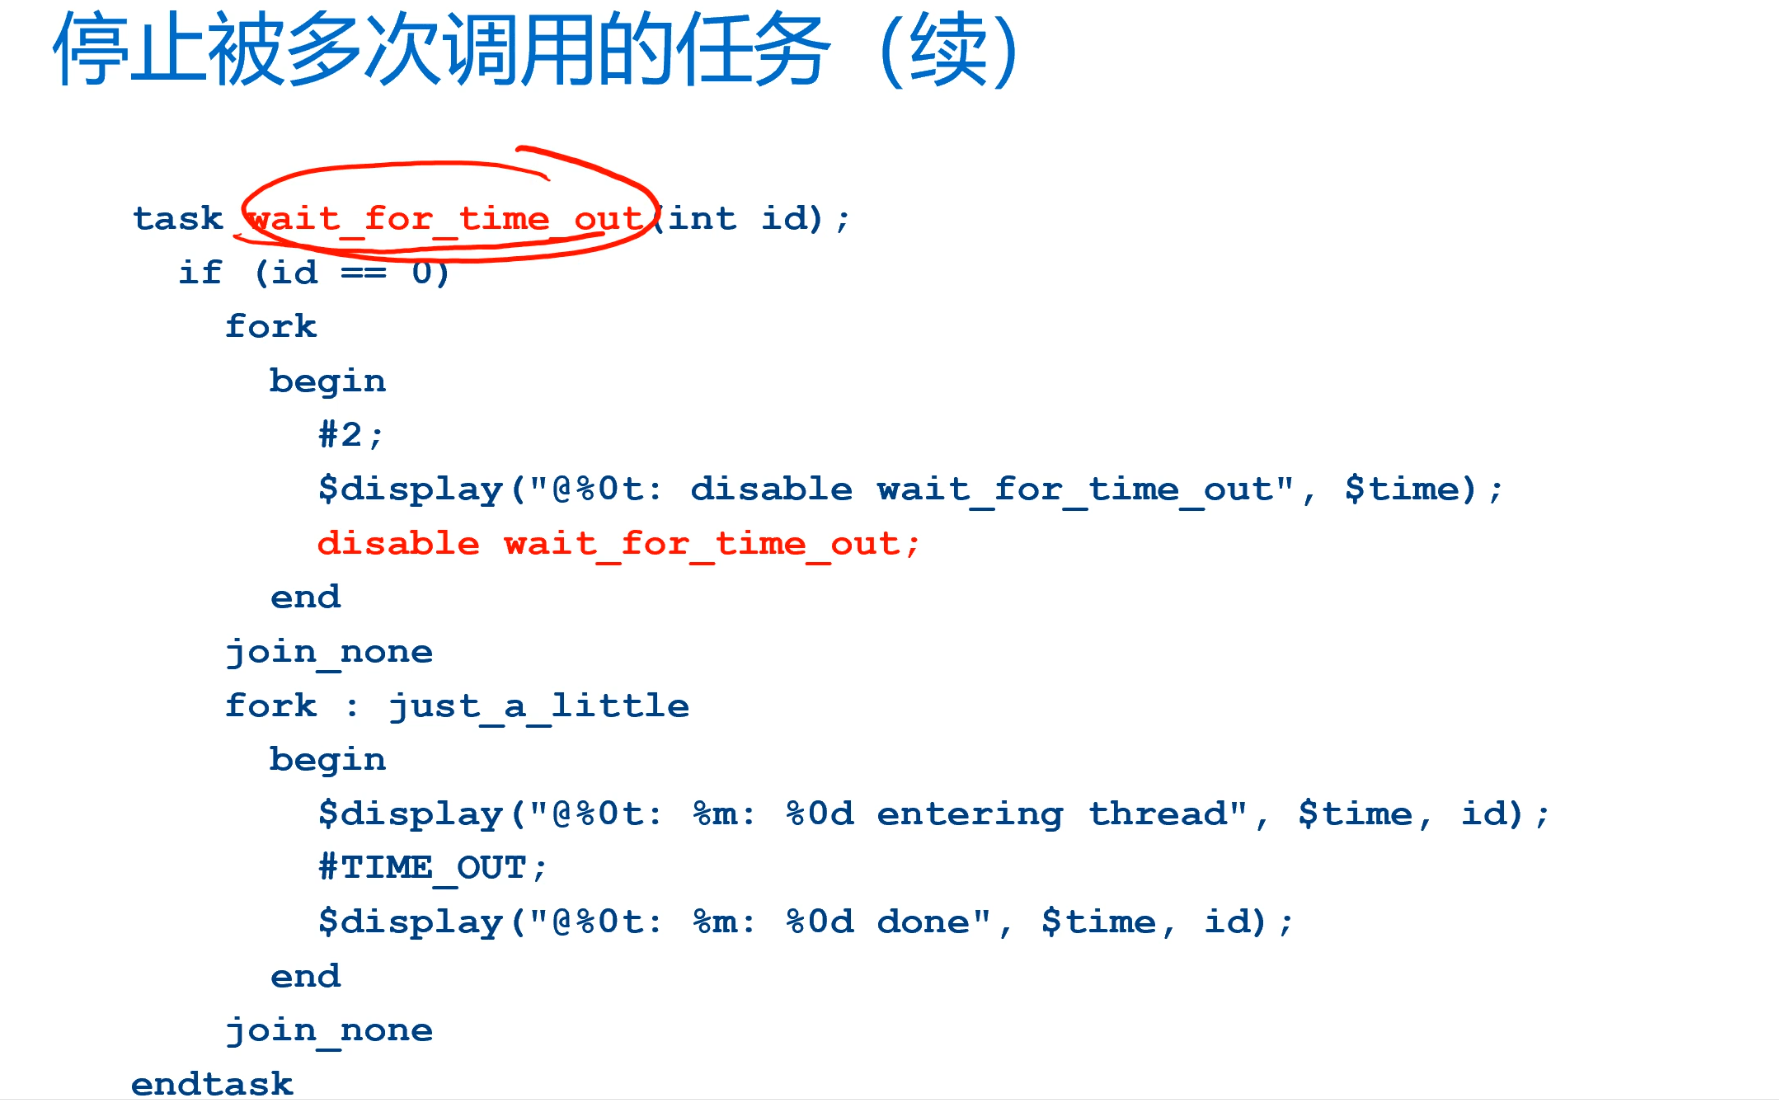 停止被多次调用的任务（续）
task wait_for_time_out(int id);
if (id == 0)
fork
begin
#2;
$display("@%0t: disable wait_for_time_out", $time);
disable wait_for_time_out;
end
join_none
fork : just_a_little
begin
$display("@%0t: %m: %0d entering thread", $time, id);
#TIME_OUT;
$display("@%0t: %m: %0d done", $time, id);
end
join_none
endtask